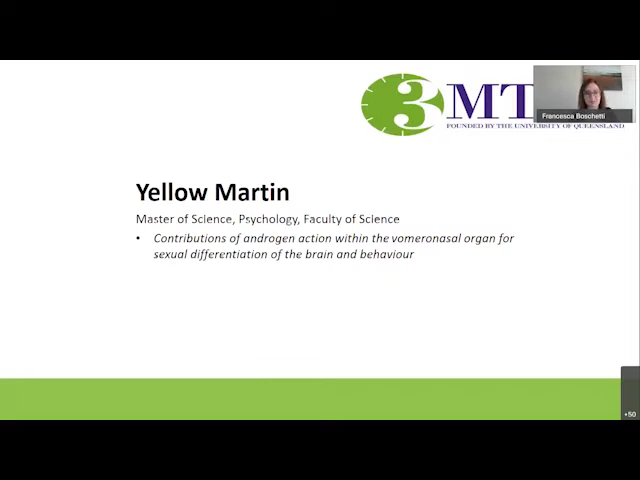 3MT
FOUNDED BY THE UNIVERSITY OF QUEENSLAND
Francesca Boschetti
Yellow Martin
Master of Science, Psychology, Faculty of Science
• Contributions of androgen action within the vomeronasal organ for
sexual differentiation of the brain and behaviour
+50